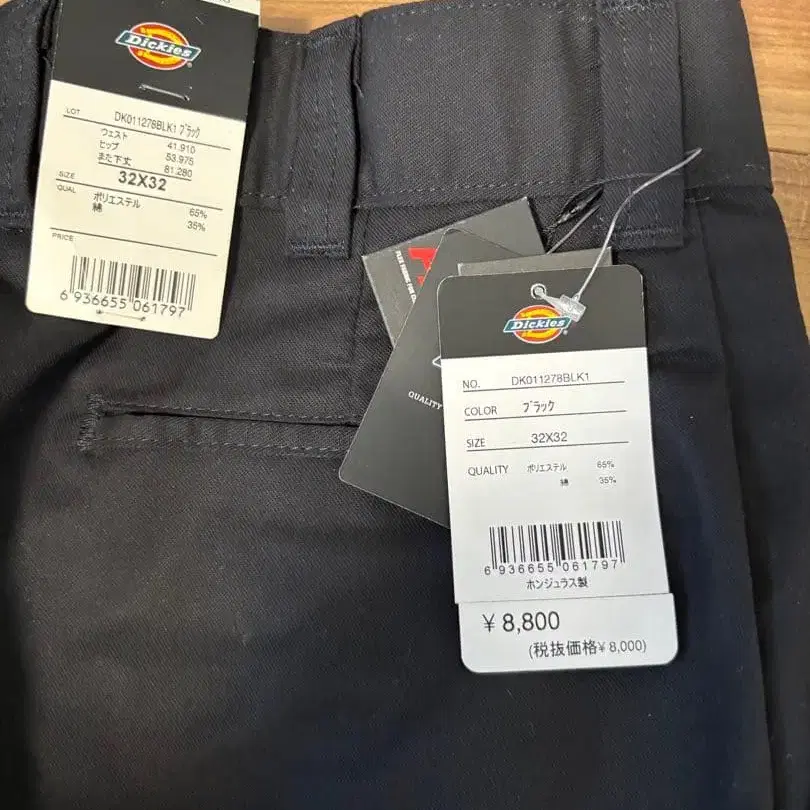 Dickies
LOT DK011278BLK1 ブラック
ウェスト 41.910
ヒップ 53.975
また下丈 81.280
SIZE 32X32
QUAL ポリエステル 65%
綿 35%
PRICE
6 936655 061797
FLEX FABRIC FOR
QUALITY
Dickies
NO. DK011278BLK1
COLOR ブラック
SIZE 32X32
QUALITY ポリエステル 65%
綿 35%
6 936655 061797
ホンジュラス製
¥ 8,800
(税抜価格¥ 8,000)